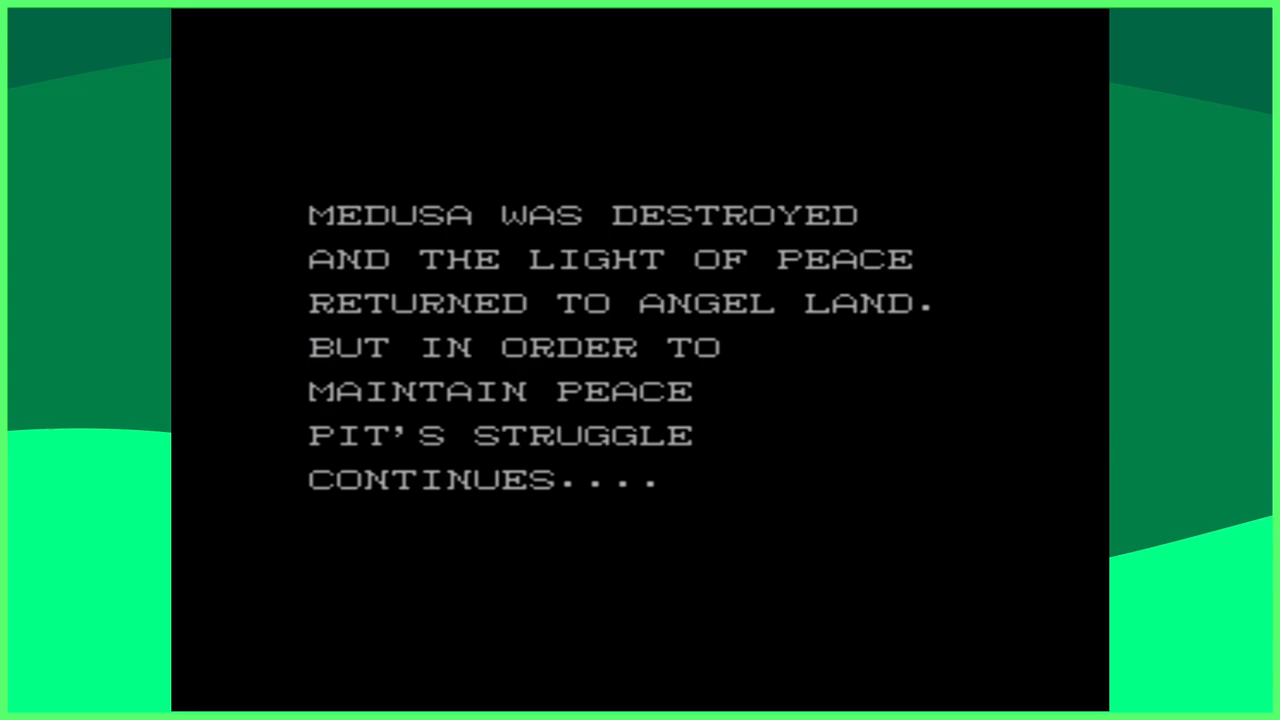 MEDUSA WAS DESTROYED
AND THE LIGHT OF PEACE
RETURNED TO ANGEL LAND.
BUT IN ORDER TO
MAINTAIN PEACE
PIT'S STRUGGLE
CONTINUES....